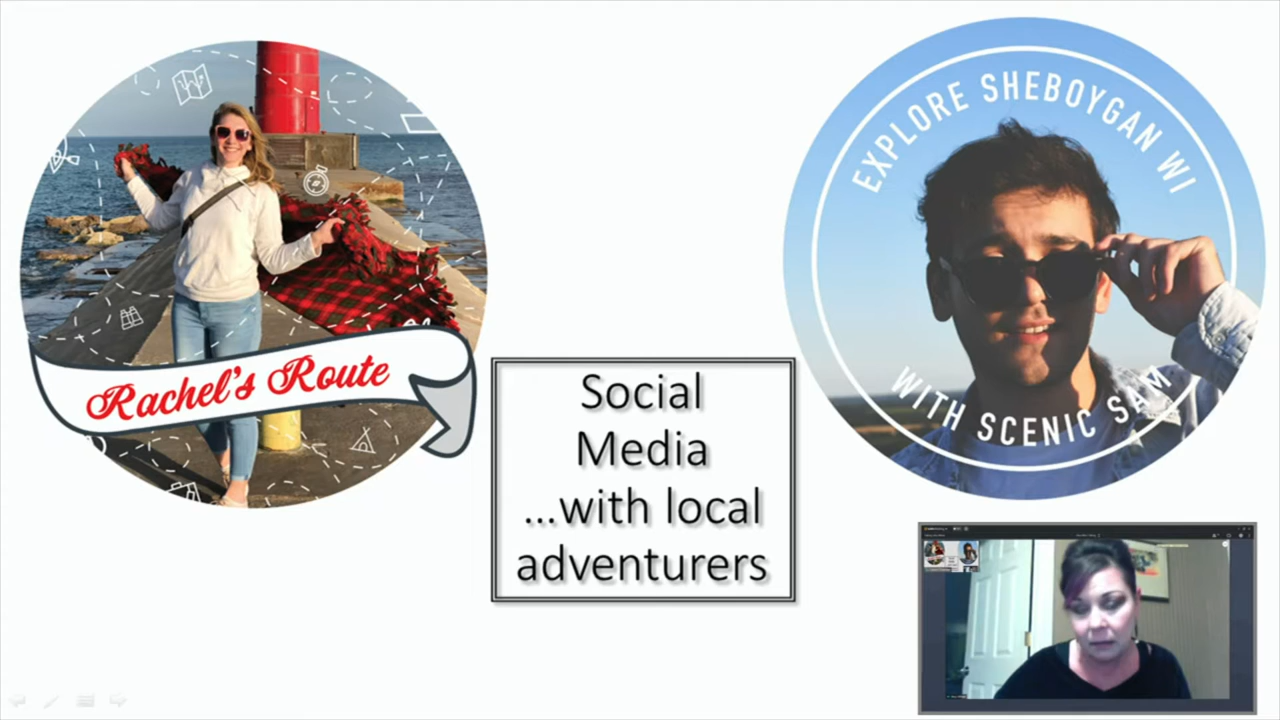 Rachel's Route
EXPLORE SHEBOYGAN WI
WITH SCENIC SAM
Social
Media
...with local
adventurers